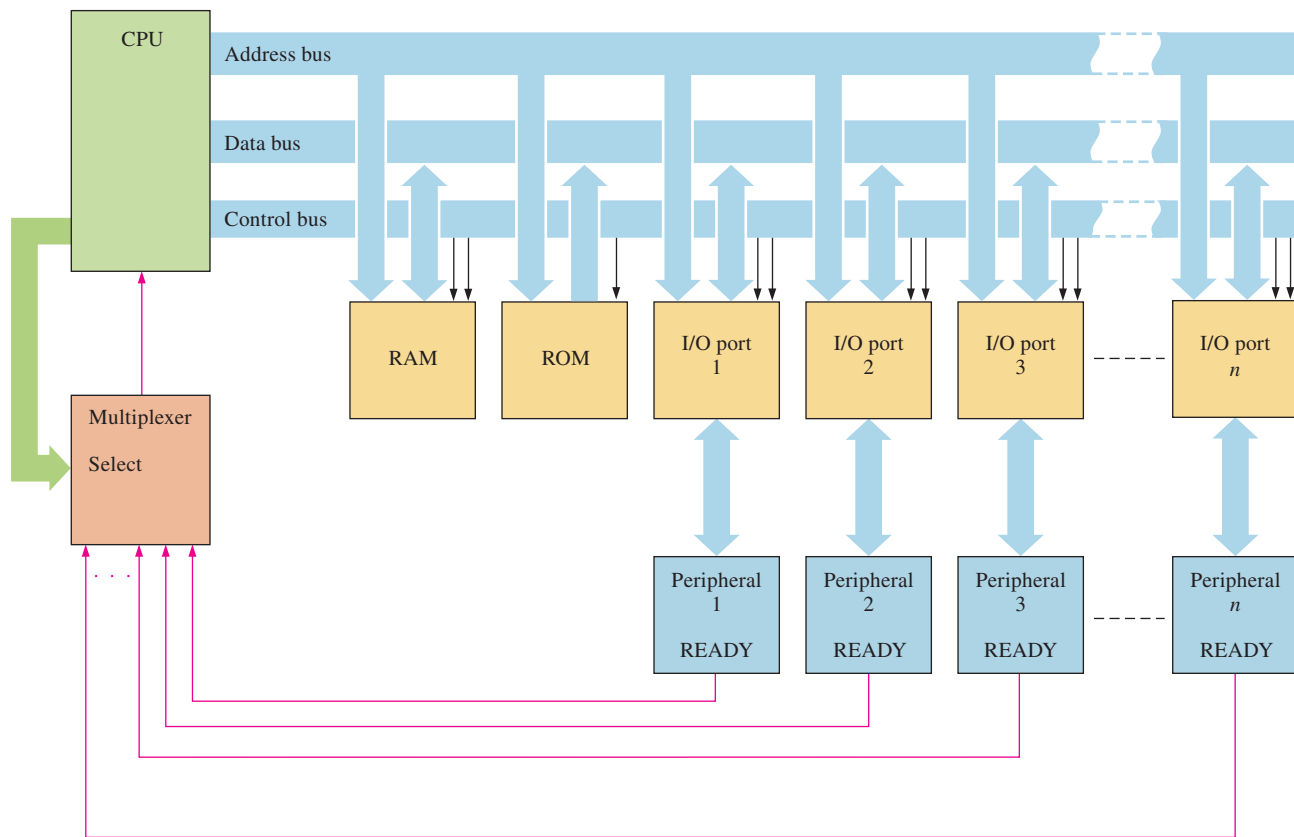 CPU
Address bus
Data bus
Control bus
RAM
ROM
I/O port
1
I/O port
2
I/O port
3
I/O port
n
Multiplexer
Select
Peripheral
1
READY
Peripheral
2
READY
Peripheral
3
READY
Peripheral
n
READY